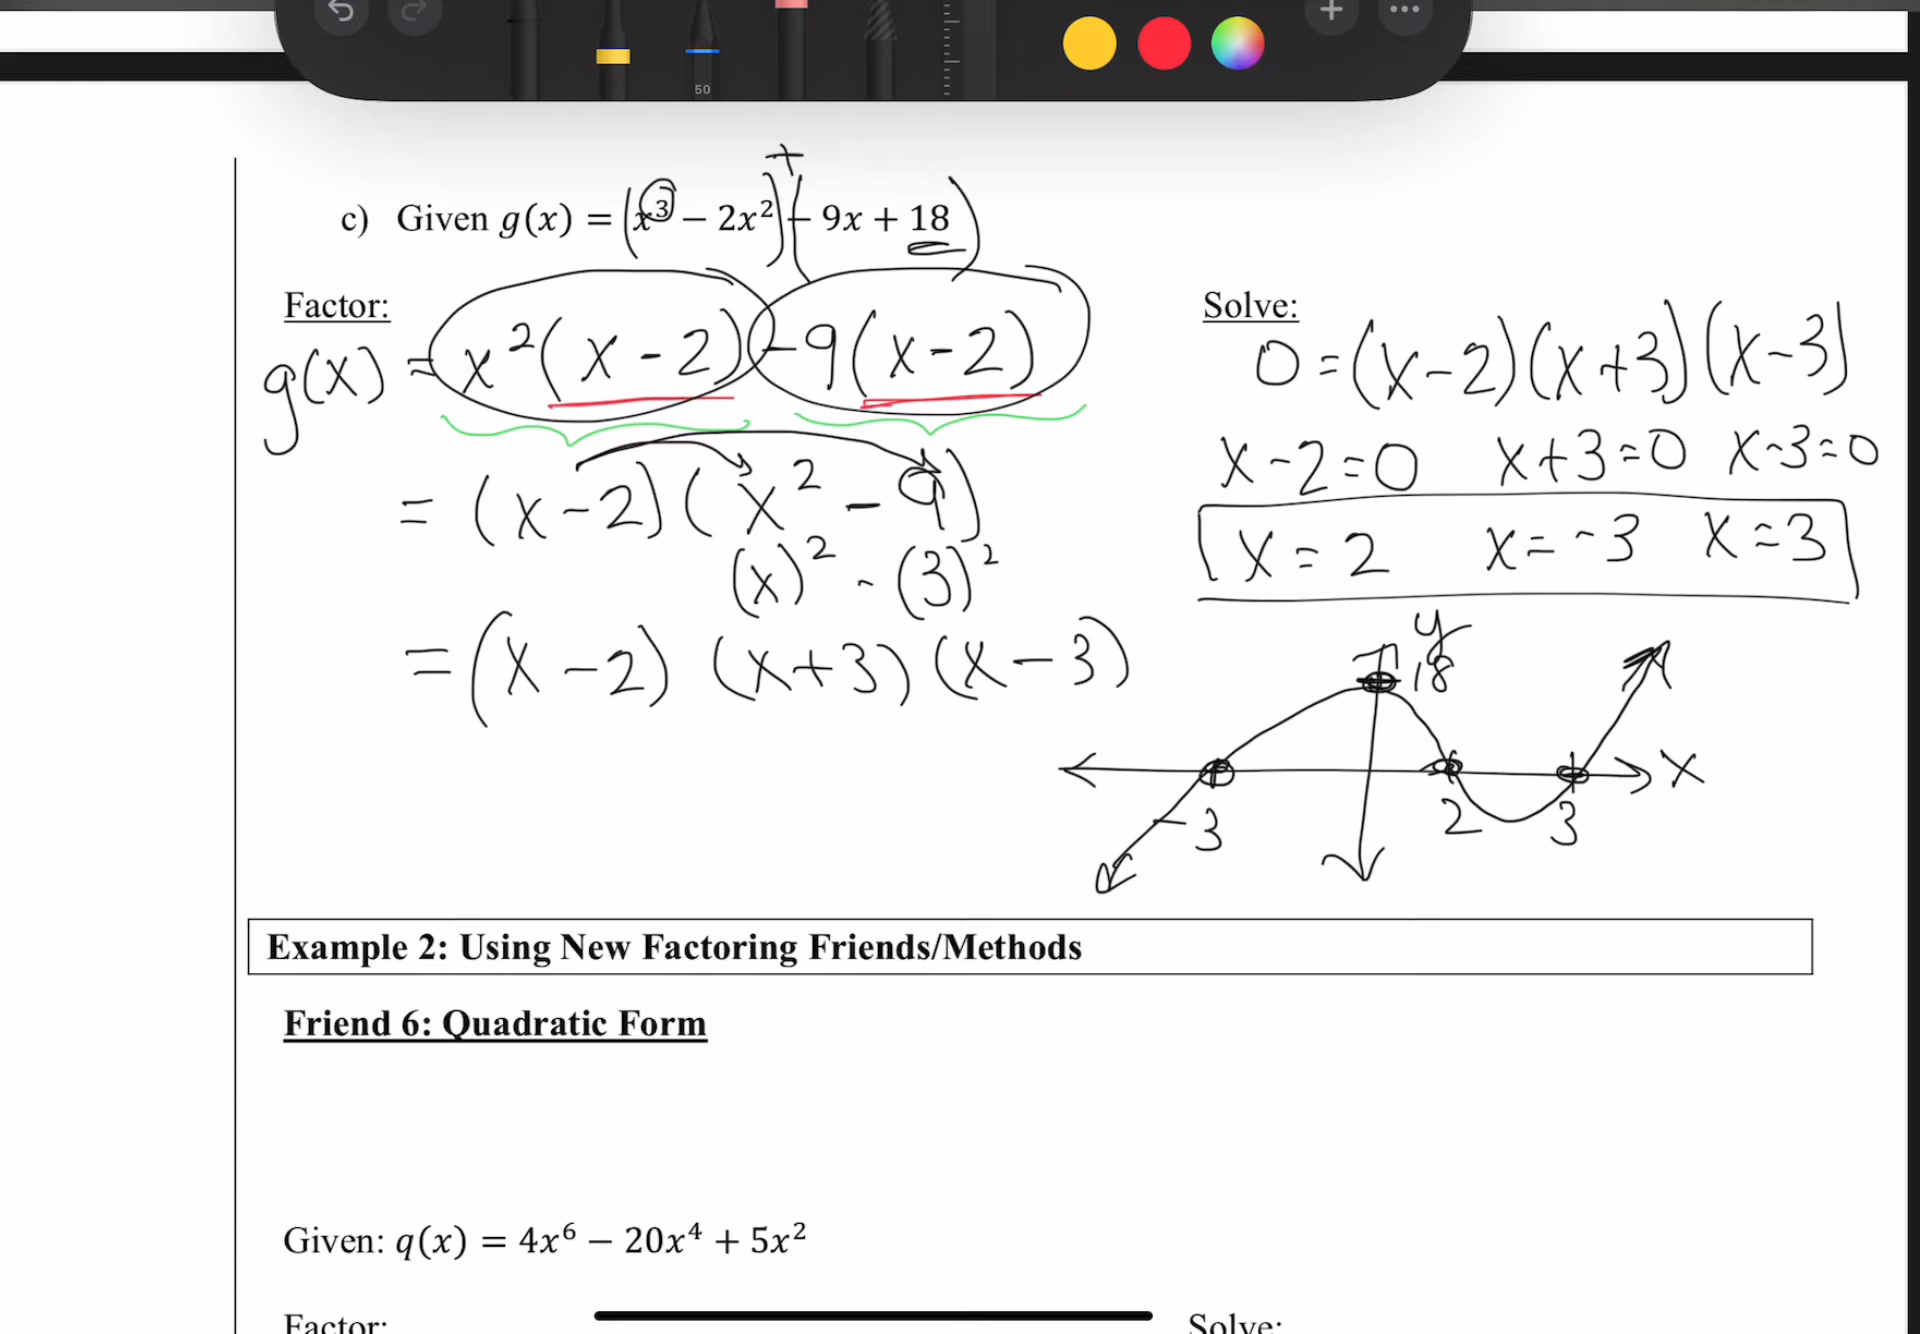 50
+
c) Given g(x) = (x³ − 2x²)(− 9x + 18)
Factor:
g(x) = x²(x-2) -9(x-2)
= (x-2)(x² - 9)
(x)² - (3)²
= (x-2)(x+3)(x-3)
Solve:
0 = (x-2)(x+3)(x-3)
x-2=0 x+3=0 x-3=0
x=2 x=-3 x=3
y
18
x
-3 2 3
Example 2: Using New Factoring Friends/Methods
Friend 6: Quadratic Form
Given: q(x) = 4x⁶ − 20x⁴ + 5x²
Factor: Solve: